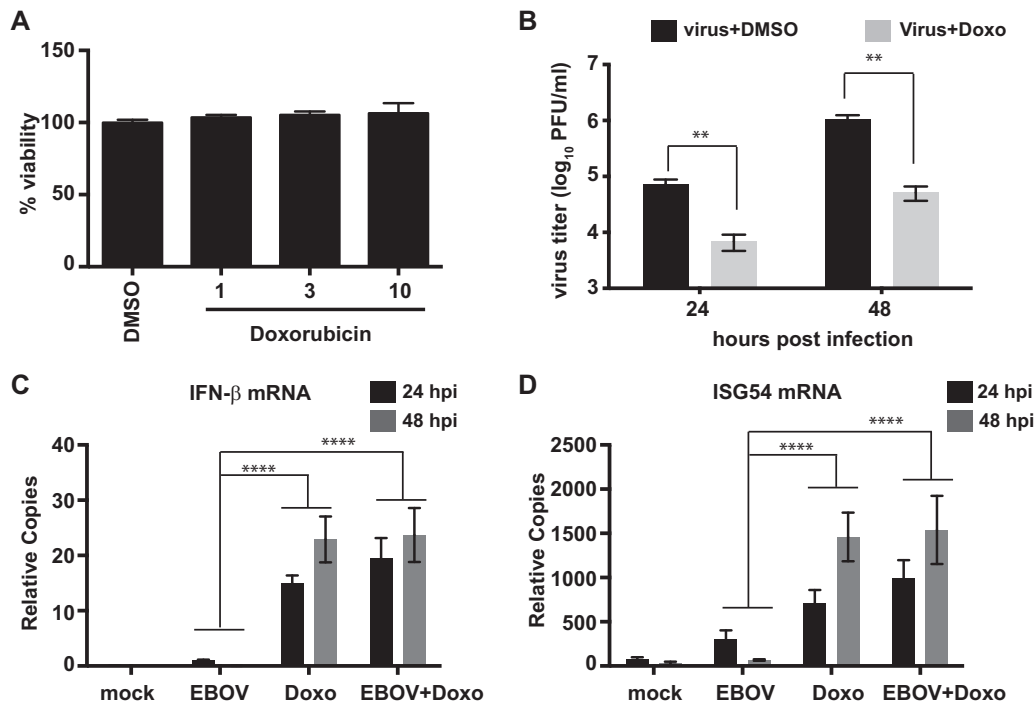 A
% viability
150
100
50
0
DMSO
1 3 10
Doxorubicin
B
virus+DMSO Virus+Doxo
virus titer (log10 PFU/ml)
7
6
5
4
3
**
**
24 48
hours post infection
C
IFN-β mRNA
24 hpi
48 hpi
Relative Copies
40
30
20
10
0
****
****
mock EBOV Doxo EBOV+Doxo
D
ISG54 mRNA
24 hpi
48 hpi
Relative Copies
2500
2000
1500
1000
500
0
****
****
mock EBOV Doxo EBOV+Doxo